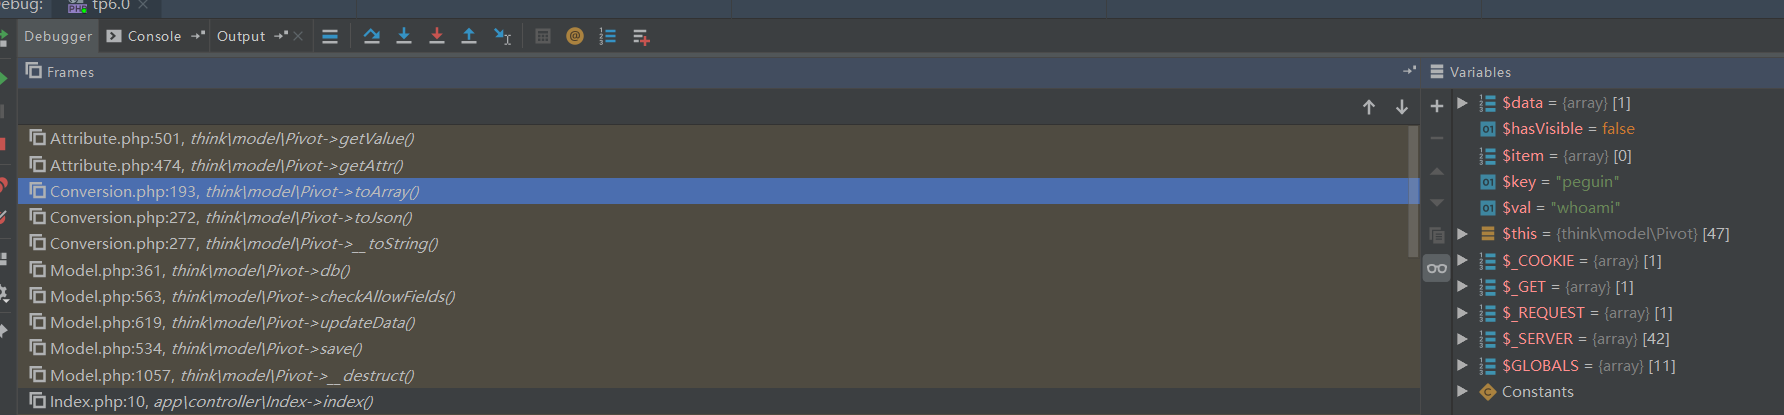 Debug:
tp6.0
Debugger
Console
Output
Frames
Variables
Attribute.php:501, think\model\Pivot->getValue()
Attribute.php:474, think\model\Pivot->getAttr()
Conversion.php:193, think\model\Pivot->toArray()
Conversion.php:272, think\model\Pivot->toJson()
Conversion.php:277, think\model\Pivot->__toString()
Model.php:361, think\model\Pivot->db()
Model.php:563, think\model\Pivot->checkAllowFields()
Model.php:619, think\model\Pivot->updateData()
Model.php:534, think\model\Pivot->save()
Model.php:1057, think\model\Pivot->__destruct()
Index.php:10, app\controller\Index->index()
$data = {array} [1]
$hasVisible = false
$item = {array} [0]
$key = "peguin"
$val = "whoami"
$this = {think\model\Pivot} [47]
$_COOKIE = {array} [1]
$_GET = {array} [1]
$_REQUEST = {array} [1]
$_SERVER = {array} [42]
$GLOBALS = {array} [11]
Constants